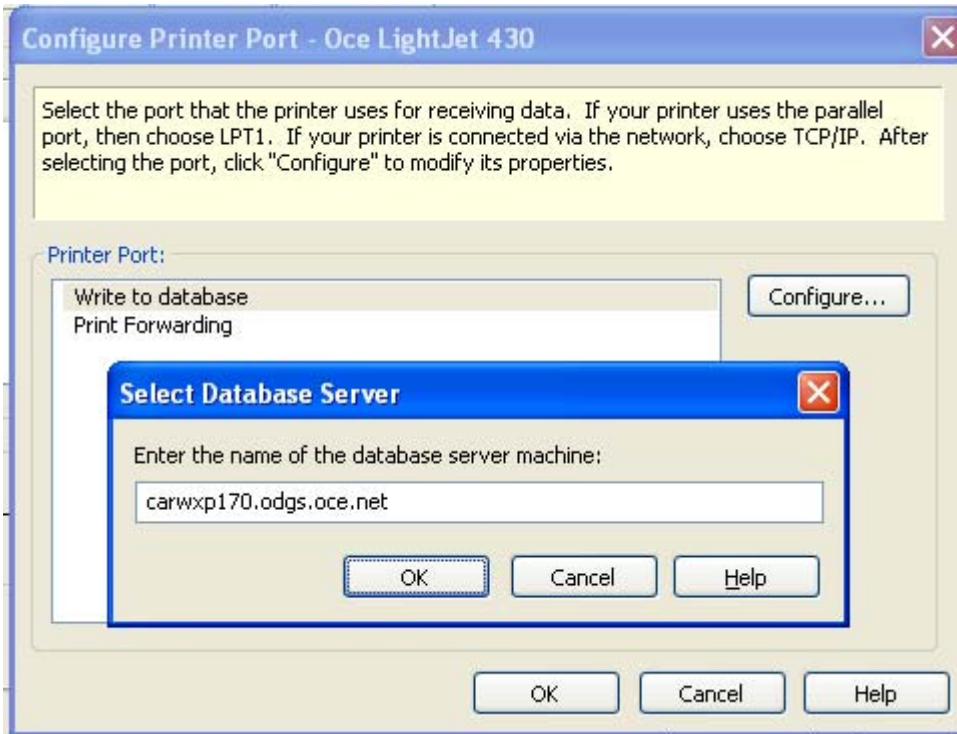 Configure Printer Port - Oce LightJet 430
Select the port that the printer uses for receiving data. If your printer uses the parallel
port, then choose LPT1. If your printer is connected via the network, choose TCP/IP. After
selecting the port, click "Configure" to modify its properties.
Printer Port:
Write to database
Configure...
Print Forwarding
Select Database Server
Enter the name of the database server machine:
carwxp170.odgs.oce.net
OK Cancel Help
OK Cancel Help